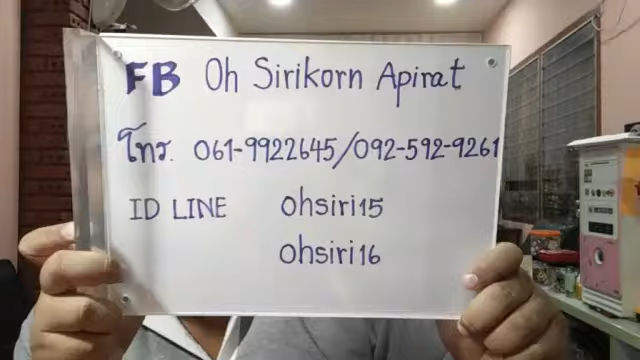 FB Oh Sirikorn Apirat
โทร. 061-9922645/092-592-9261
ID LINE ohsiri15
ohsiri16